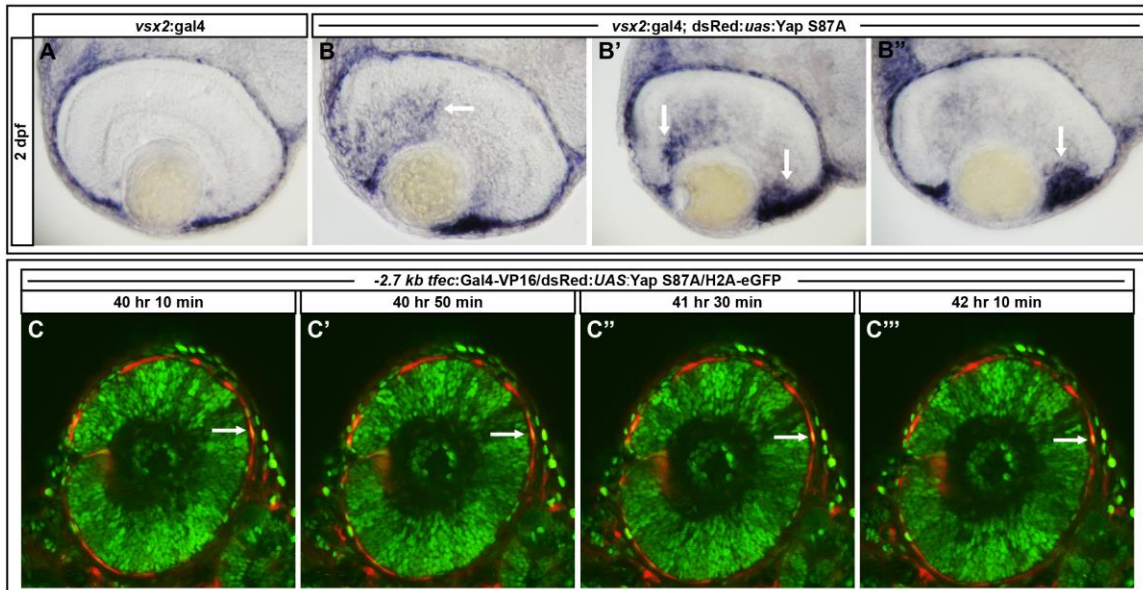 vsx2:gal4
vsx2:gal4; dsRed:uas:Yap S87A
2 dpf
A
B
B'
B"
-2.7 kb tfec:Gal4-VP16/dsRed:UAS:Yap S87A/H2A-eGFP
40 hr 10 min
40 hr 50 min
41 hr 30 min
42 hr 10 min
C
C'
C"
C'''